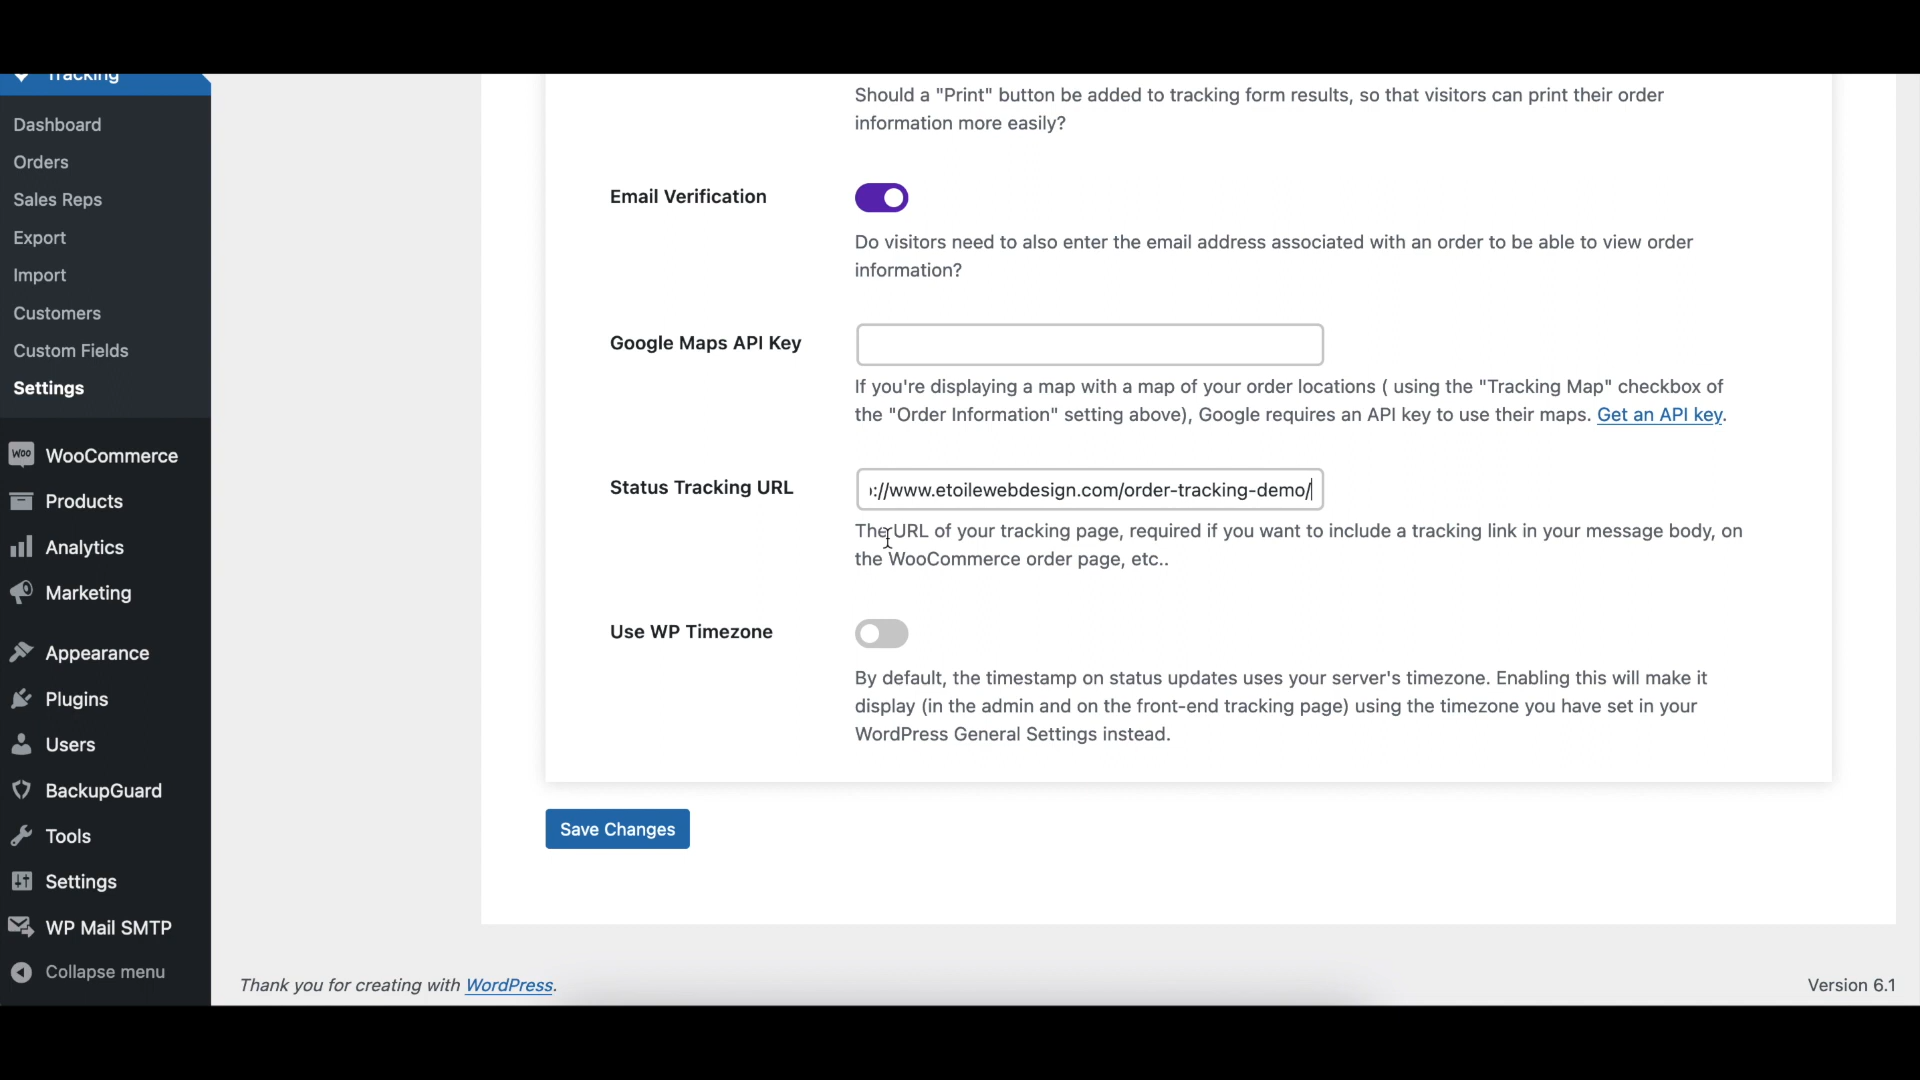 Tracking
Dashboard
Orders
Sales Reps
Export
Import
Customers
Custom Fields
Settings
Woo WooCommerce
Products
Analytics
Marketing
Appearance
Plugins
Users
BackupGuard
Tools
Settings
WP Mail SMTP
Collapse menu
Should a "Print" button be added to tracking form results, so that visitors can print their order
information more easily?
Email Verification
Do visitors need to also enter the email address associated with an order to be able to view order
information?
Google Maps API Key
If you're displaying a map with a map of your order locations ( using the "Tracking Map" checkbox of
the "Order Information" setting above), Google requires an API key to use their maps. Get an API key.
Status Tracking URL
://www.etoilewebdesign.com/order-tracking-demo/
The URL of your tracking page, required if you want to include a tracking link in your message body, on
the WooCommerce order page, etc..
Use WP Timezone
By default, the timestamp on status updates uses your server's timezone. Enabling this will make it
display (in the admin and on the front-end tracking page) using the timezone you have set in your
WordPress General Settings instead.
Save Changes
Thank you for creating with WordPress.
Version 6.1